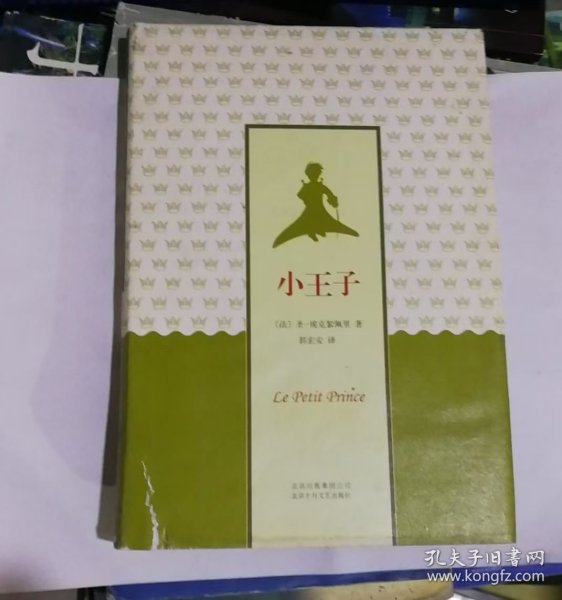 小王子
〔法〕圣-埃克絮佩里 著
郭宏安 译
Le Petit Prince
北京出版集团公司
北京十月文艺出版社
孔夫子旧书网
www.kongfz.com